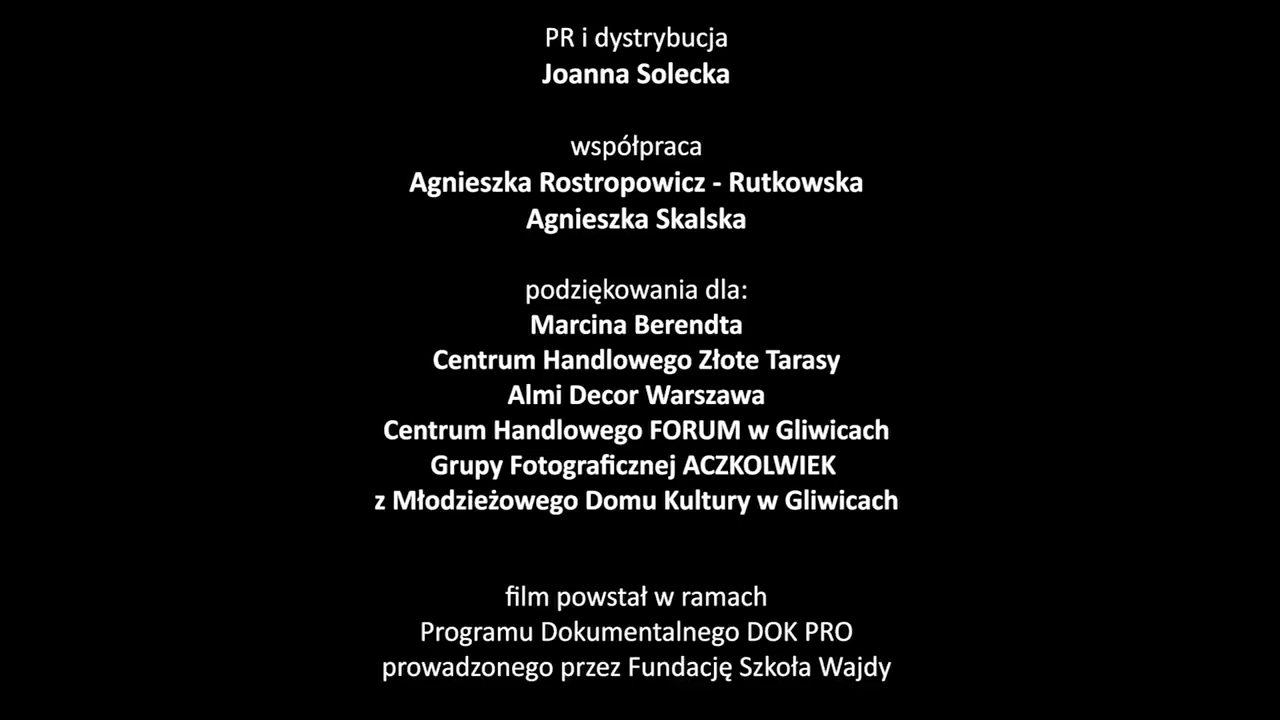 PR i dystrybucja
Joanna Solecka
współpraca
Agnieszka Rostropowicz - Rutkowska
Agnieszka Skalska
podziękowania dla:
Marcina Berendta
Centrum Handlowego Złote Tarasy
Almi Decor Warszawa
Centrum Handlowego FORUM w Gliwicach
Grupy Fotograficznej ACZKOLWIEK
z Młodzieżowego Domu Kultury w Gliwicach
film powstał w ramach
Programu Dokumentalnego DOK PRO
prowadzonego przez Fundację Szkoła Wajdy